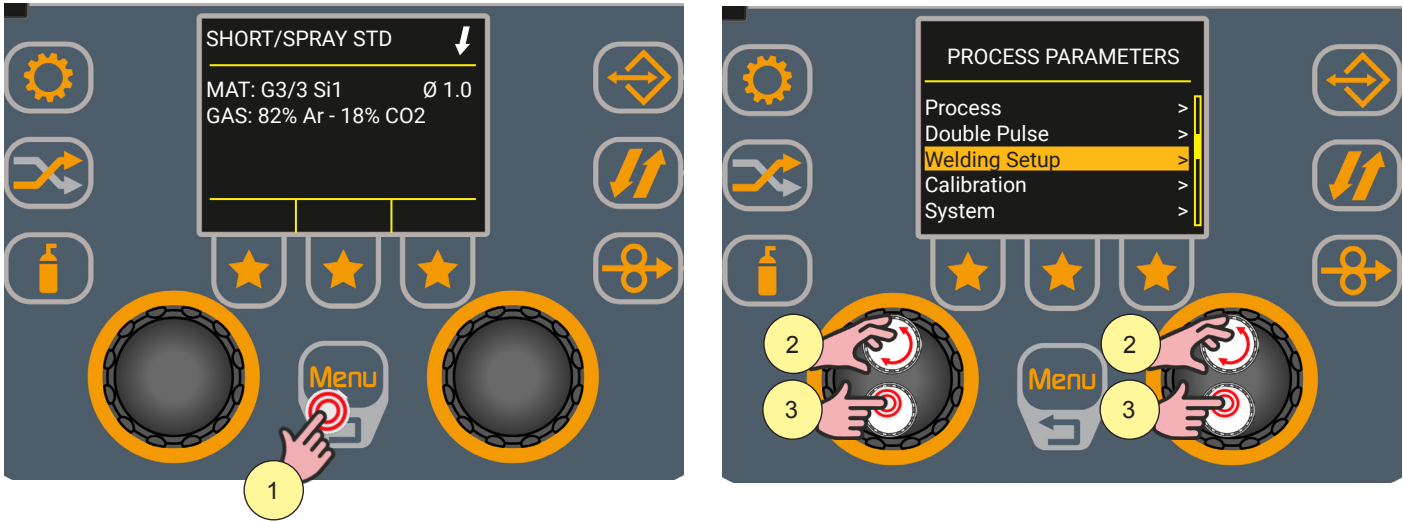 SHORT/SPRAY STD
MAT: G3/3 Si1 Ø 1.0
GAS: 82% Ar - 18% CO2
Menu
1
PROCESS PARAMETERS
Process >
Double Pulse >
Welding Setup >
Calibration >
System >
2
2
Menu
3
3